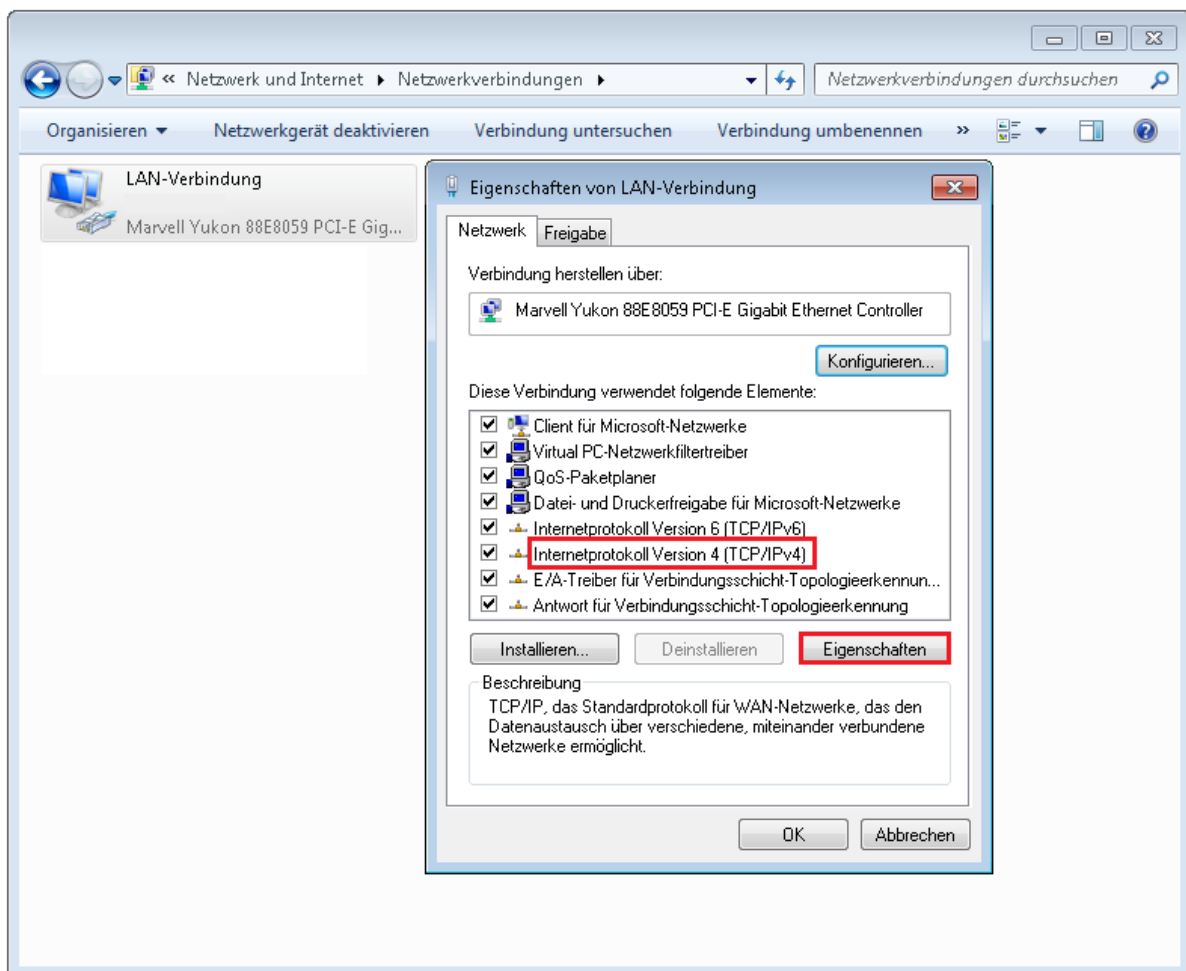 « Netzwerk und Internet Netzwerkverbindungen
Netzwerkverbindungen durchsuchen
Organisieren Netzwerkgerät deaktivieren Verbindung untersuchen Verbindung umbenennen »
LAN-Verbindung
Marvell Yukon 88E8059 PCI-E Gig...
Eigenschaften von LAN-Verbindung
Netzwerk Freigabe
Verbindung herstellen über:
Marvell Yukon 88E8059 PCI-E Gigabit Ethernet Controller
Konfigurieren...
Diese Verbindung verwendet folgende Elemente:
Client für Microsoft-Netzwerke
Virtual PC-Netzwerkfiltertreiber
QoS-Paketplaner
Datei- und Druckerfreigabe für Microsoft-Netzwerke
Internetprotokoll Version 6 (TCP/IPv6)
Internetprotokoll Version 4 (TCP/IPv4)
E/A-Treiber für Verbindungsschicht-Topologieerkennun...
Antwort für Verbindungsschicht-Topologieerkennung
Installieren... Deinstallieren Eigenschaften
Beschreibung
TCP/IP, das Standardprotokoll für WAN-Netzwerke, das den
Datenaustausch über verschiedene, miteinander verbundene
Netzwerke ermöglicht.
OK Abbrechen